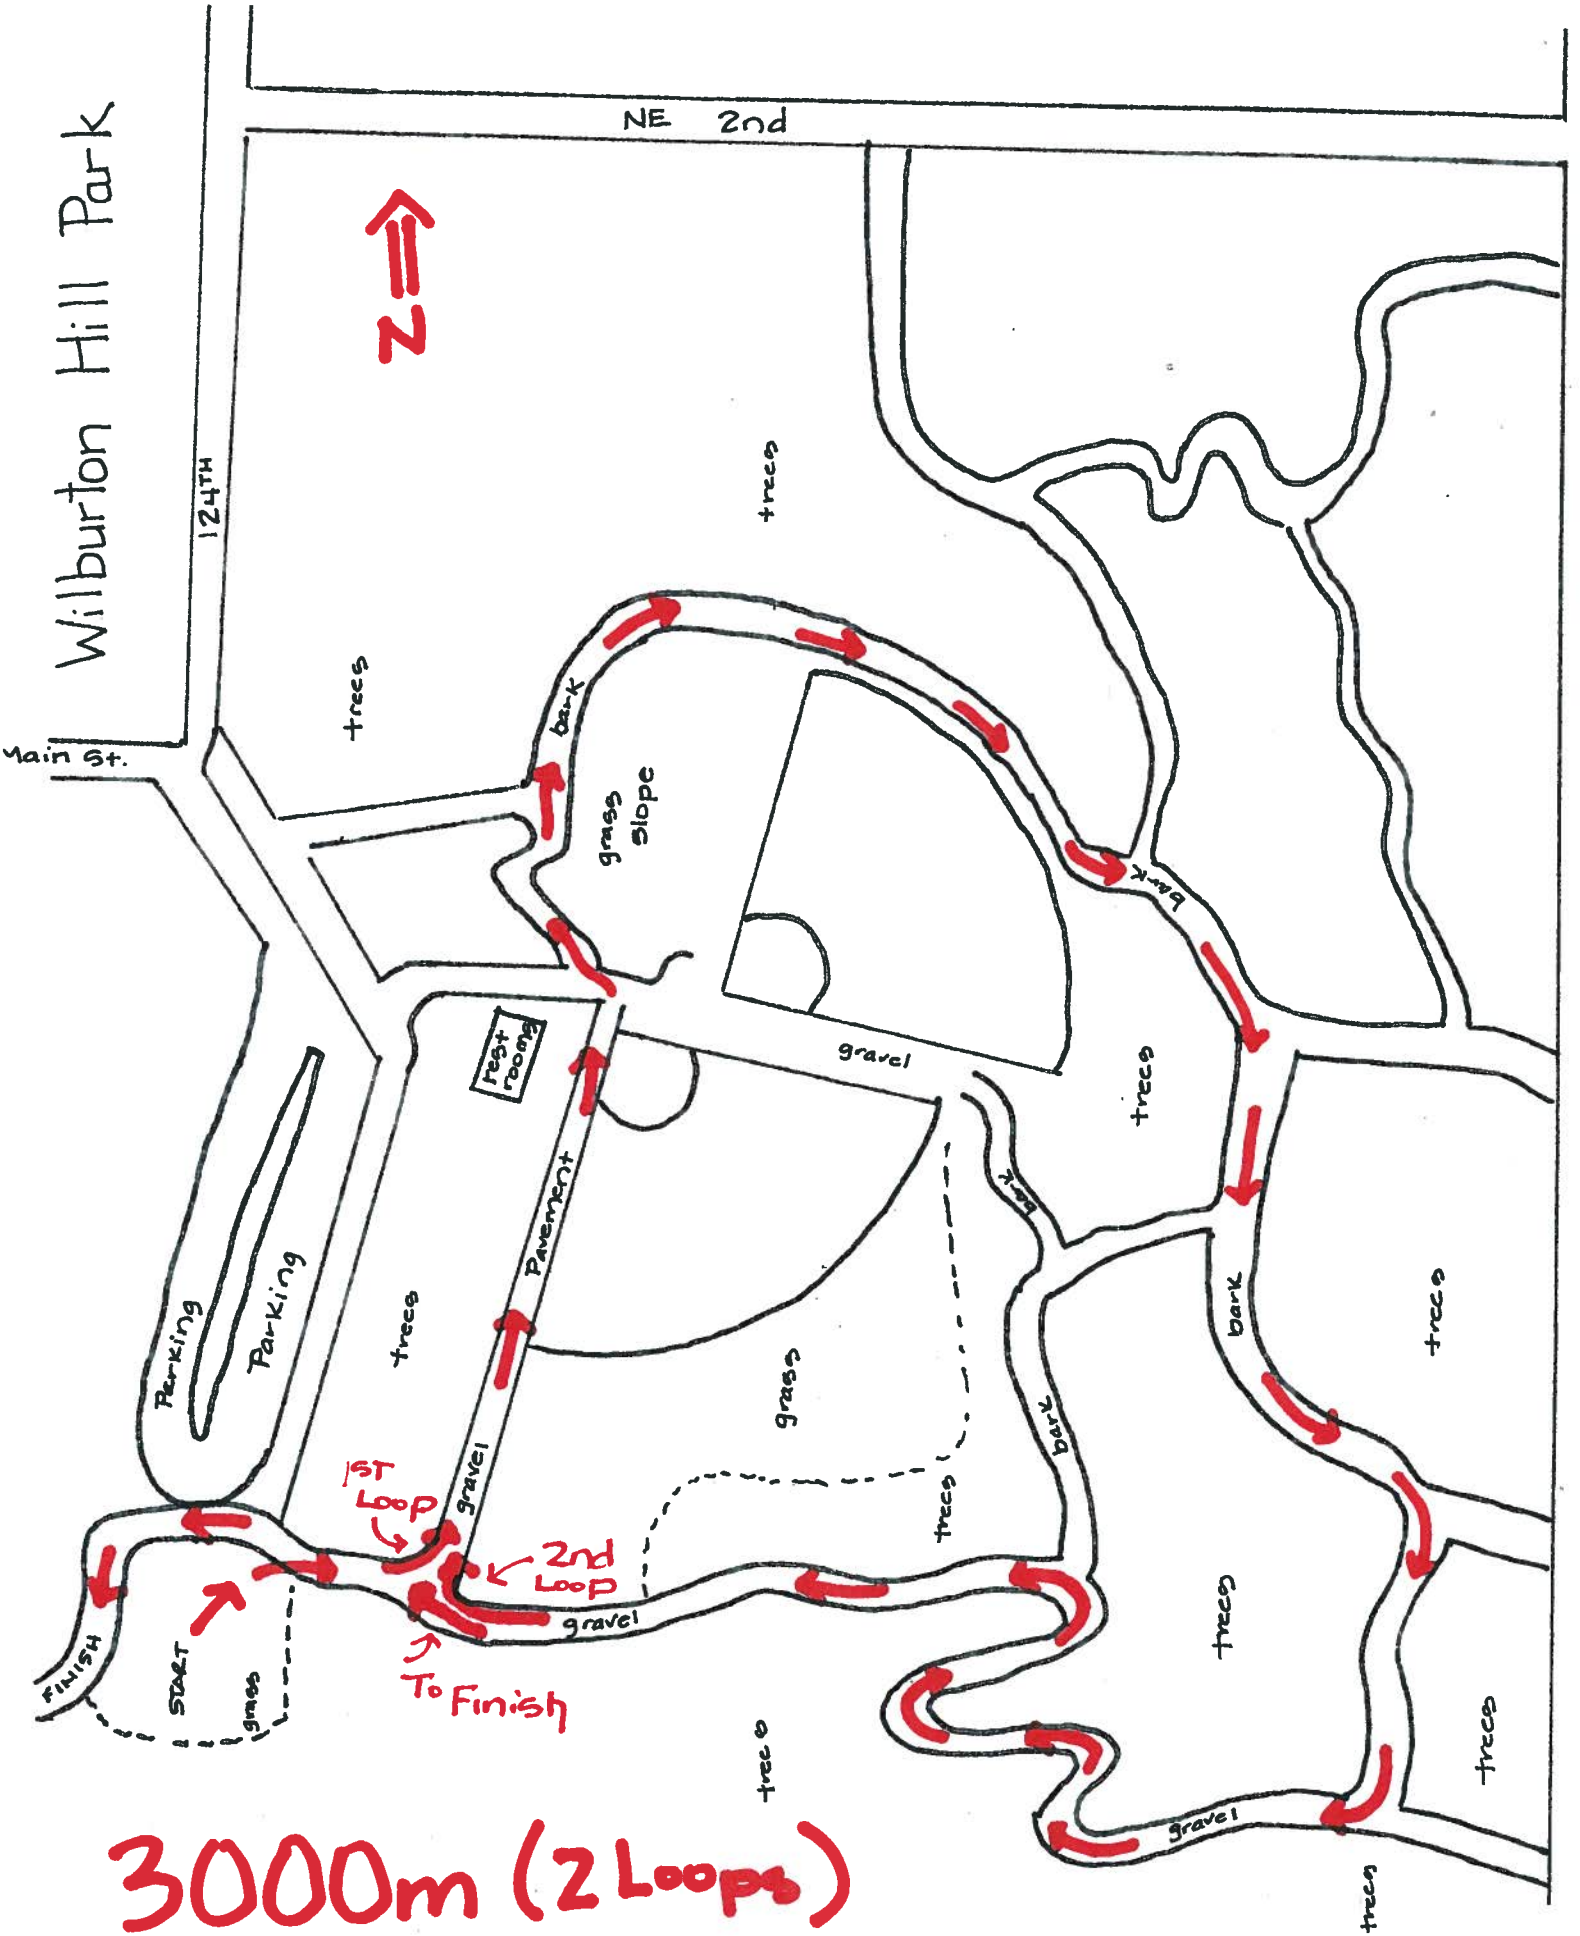 Wilburton Hill Park
NE 2nd
N
124TH
trees
trees
Main St.
bark
grass
slope
bark
gravel
rest
rooms
trees
bark
Pavement
trees
Parking
Parking
bark
trees
grass
bark
1ST
Loop
gravel
trees
2nd
Loop
gravel
To Finish
FINISH
START
grass
trees
trees
trees
gravel
trees
3000m (2 Loops)